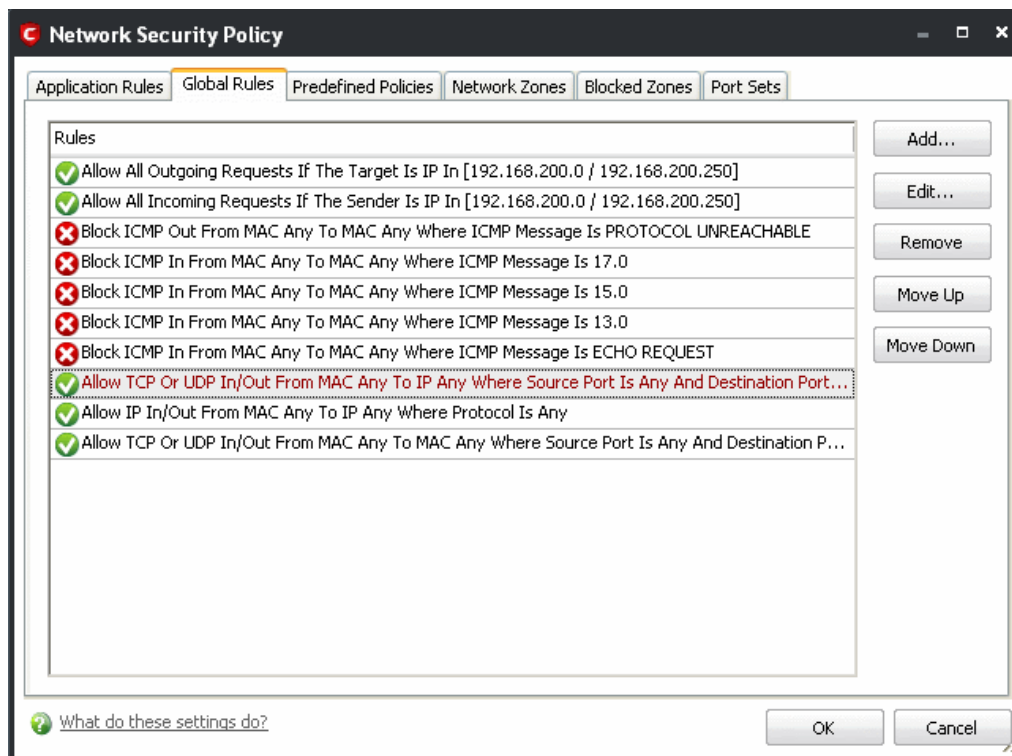 Network Security Policy
Application Rules
Global Rules
Predefined Policies
Network Zones
Blocked Zones
Port Sets
Rules
Allow All Outgoing Requests If The Target Is IP In [192.168.200.0 / 192.168.200.250]
Allow All Incoming Requests If The Sender Is IP In [192.168.200.0 / 192.168.200.250]
Block ICMP Out From MAC Any To MAC Any Where ICMP Message Is PROTOCOL UNREACHABLE
Block ICMP In From MAC Any To MAC Any Where ICMP Message Is 17.0
Block ICMP In From MAC Any To MAC Any Where ICMP Message Is 15.0
Block ICMP In From MAC Any To MAC Any Where ICMP Message Is 13.0
Block ICMP In From MAC Any To MAC Any Where ICMP Message Is ECHO REQUEST
Allow TCP Or UDP In/Out From MAC Any To IP Any Where Source Port Is Any And Destination Port...
Allow IP In/Out From MAC Any To IP Any Where Protocol Is Any
Allow TCP Or UDP In/Out From MAC Any To MAC Any Where Source Port Is Any And Destination P...
Add...
Edit...
Remove
Move Up
Move Down
What do these settings do?
OK
Cancel